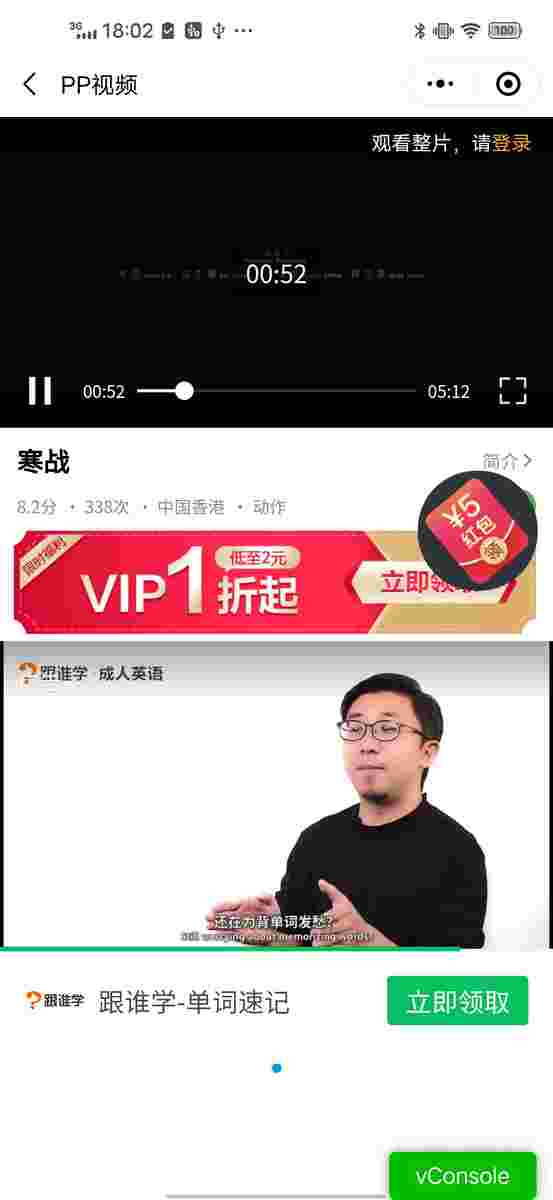 3G 18:02 100
PP视频
观看整片，请登录
00:52
00:52 05:12
寒战
简介
8.2分 · 338次 · 中国香港 · 动作
¥5
红包
领
限时福利
VIP1折起
低至2元
立即领
跟谁学 成人英语
还在为背单词发愁？
Still worrying about memorizing words?
跟谁学 跟谁学-单词速记 立即领取
vConsole